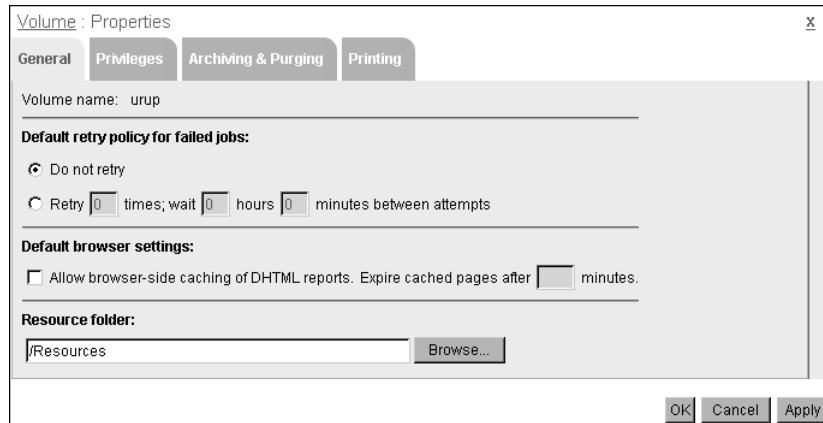 Volume : Properties x
General Privileges Archiving & Purging Printing
Volume name: urup
Default retry policy for failed jobs:
Do not retry
Retry 0 times; wait 0 hours 0 minutes between attempts
Default browser settings:
Allow browser-side caching of DHTML reports. Expire cached pages after minutes.
Resource folder:
/Resources Browse...
OK Cancel Apply